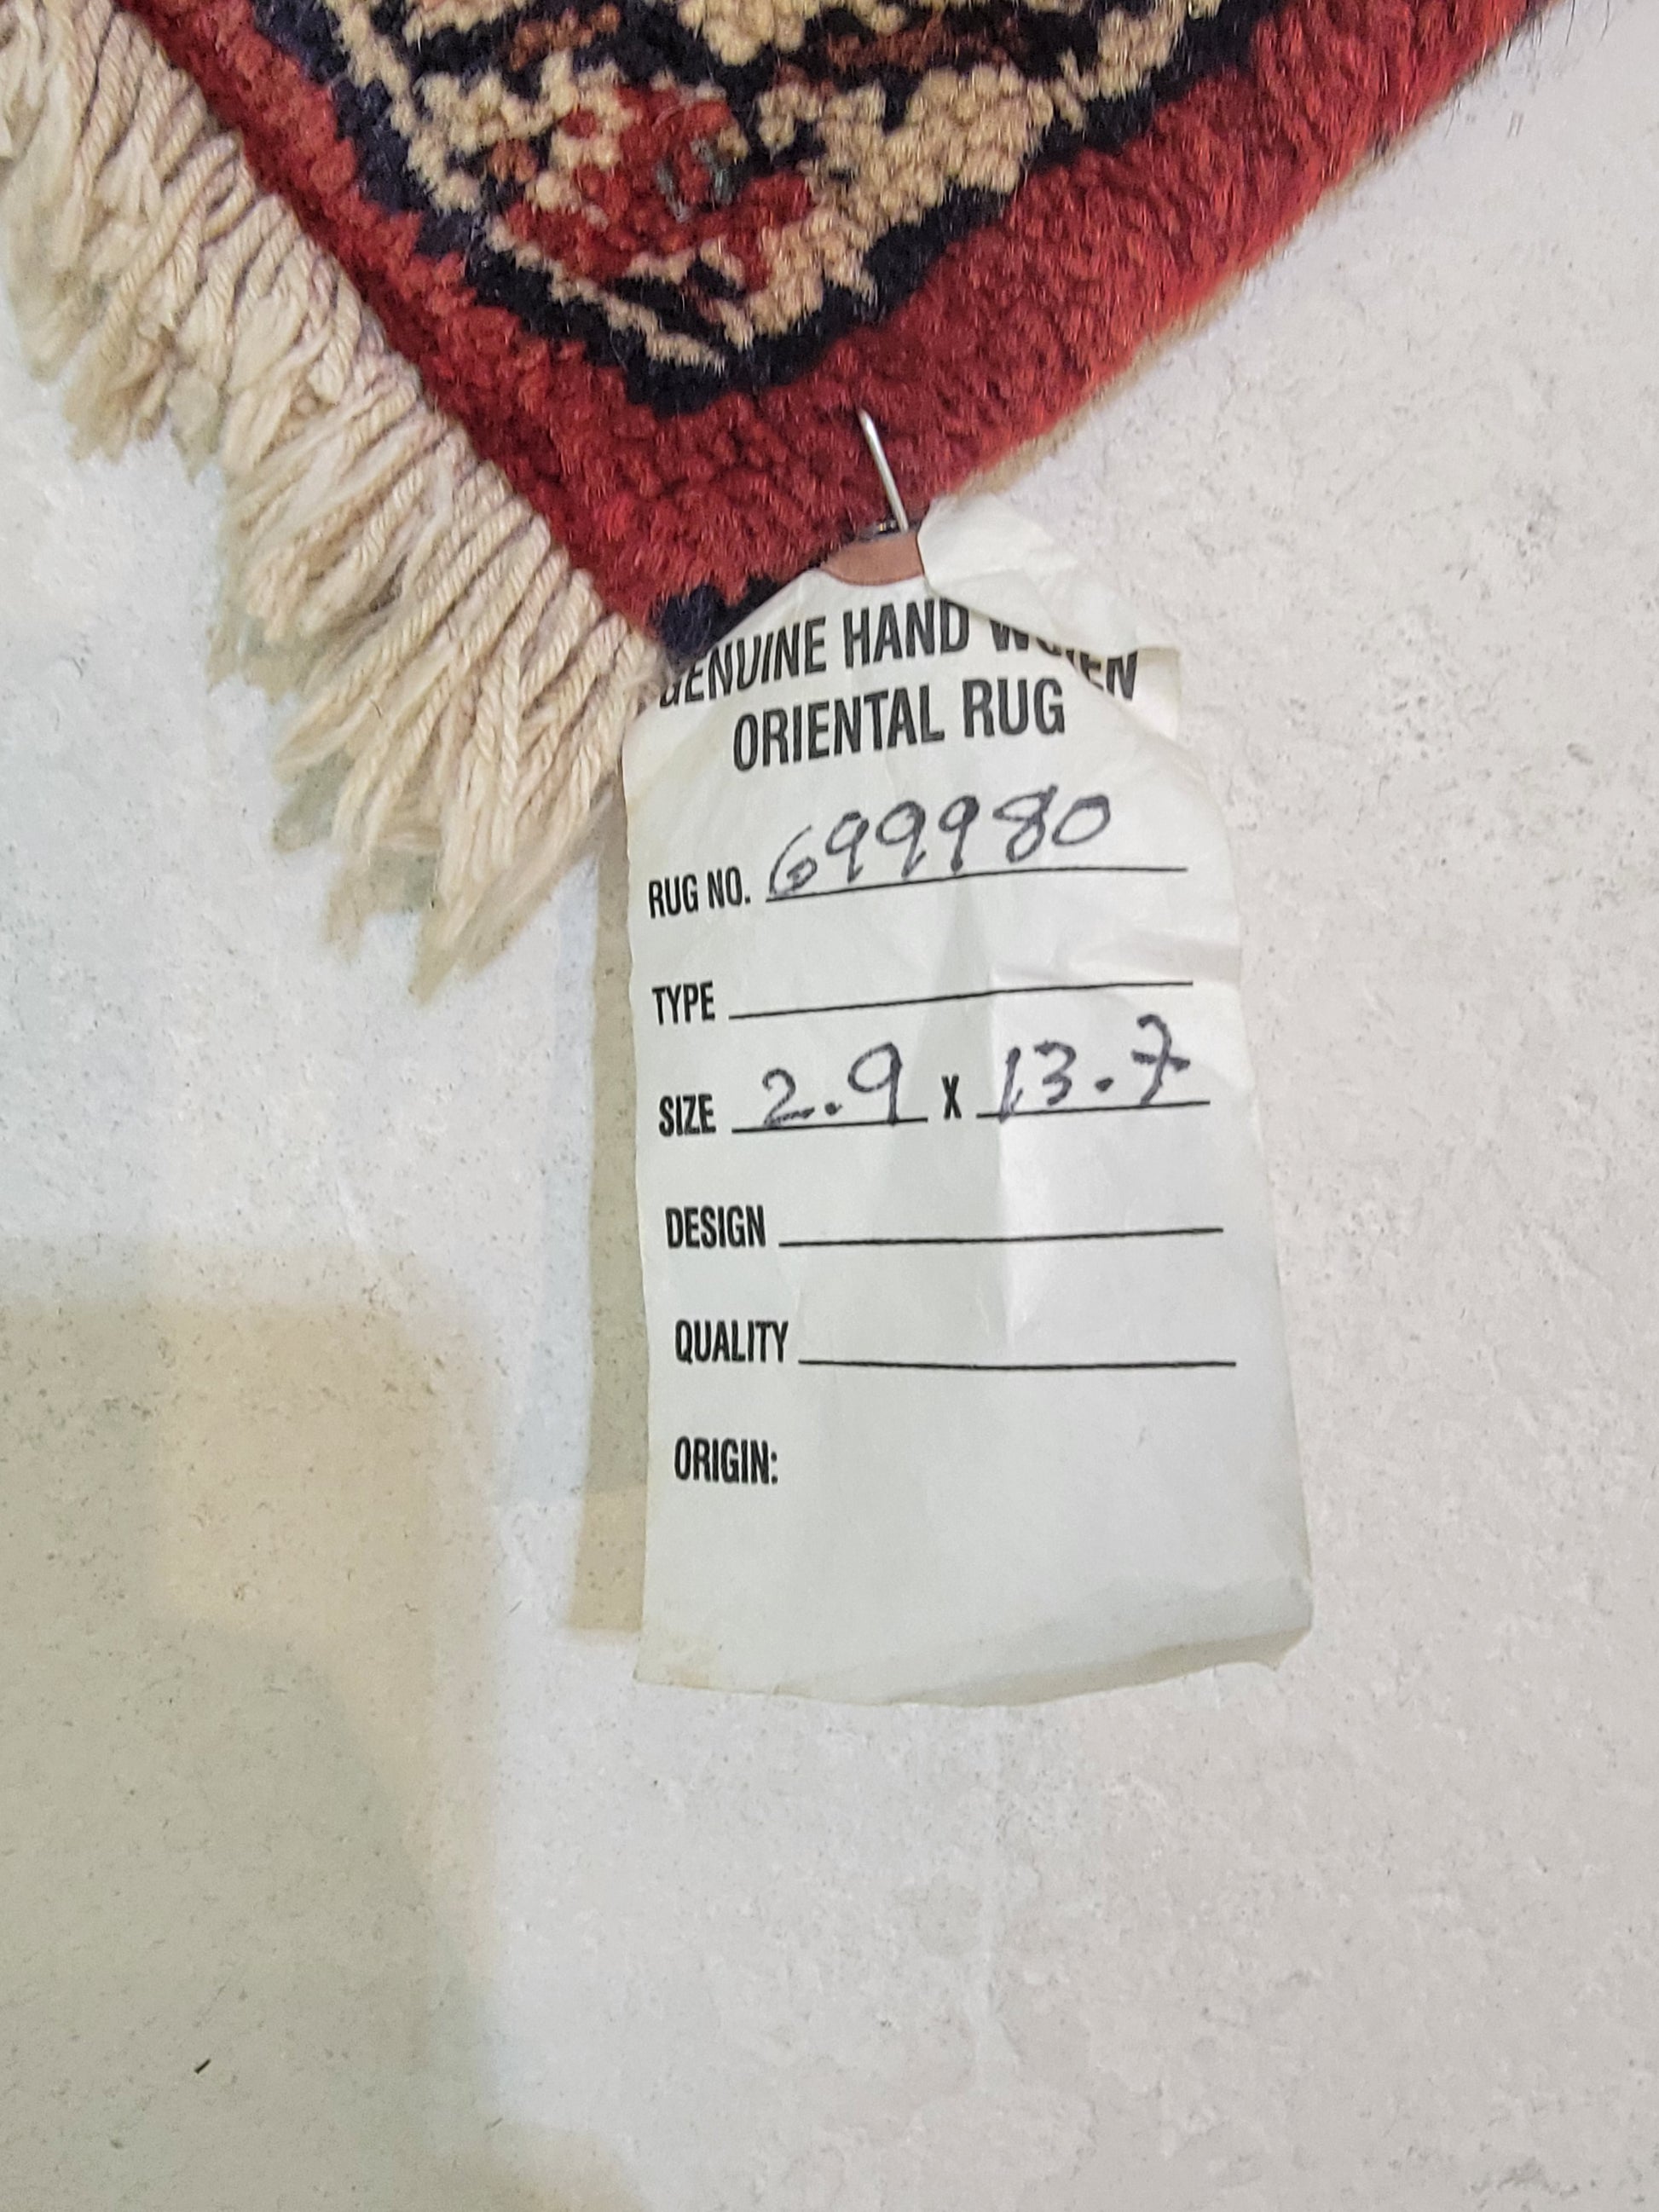 GENUINE HAND WOVEN
ORIENTAL RUG
RUG NO. 699980
TYPE
SIZE 2.9 X 13.7
DESIGN
QUALITY
ORIGIN: